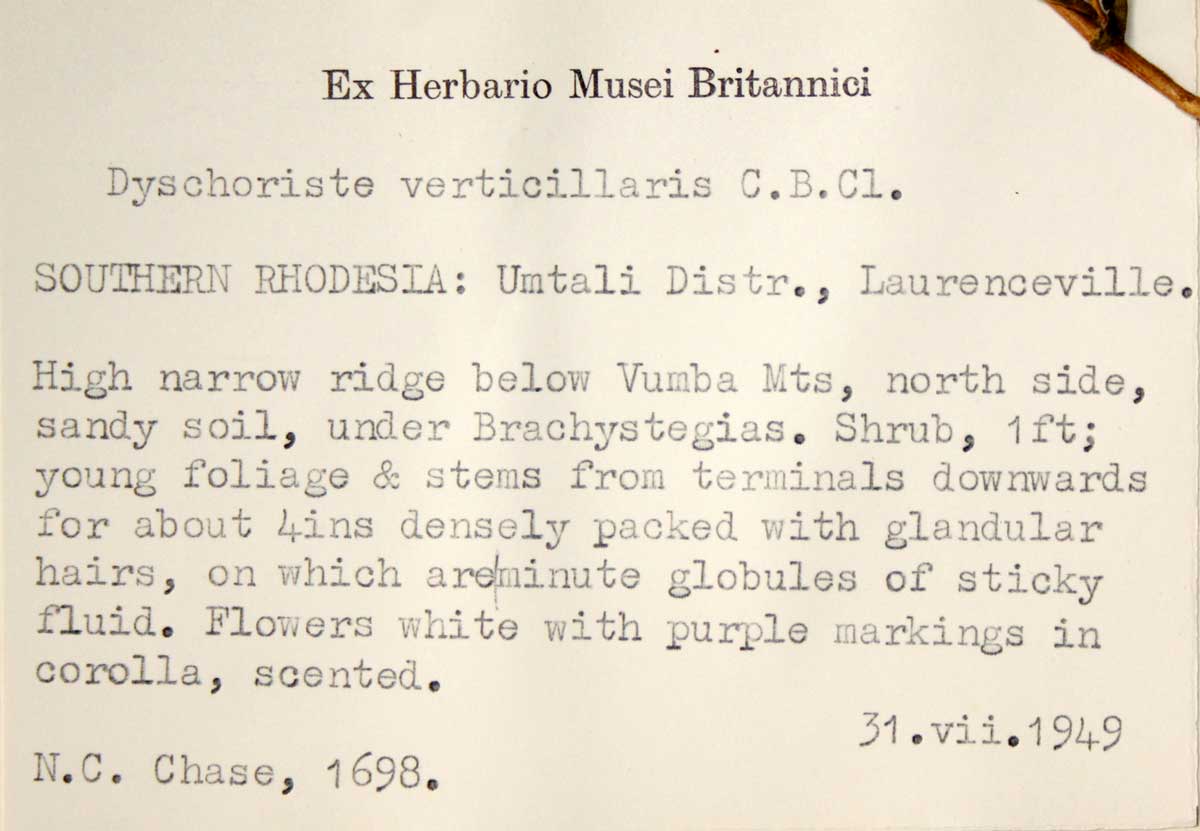 Ex Herbario Musei Britannici
Dyschoriste verticillaris C.B.Cl.
SOUTHERN RHODESIA: Umtali Distr., Laurenceville.
High narrow ridge below Vumba Mts, north side,
sandy soil, under Brachystegias. Shrub, 1ft;
young foliage & stems from terminals downwards
for about 4ins densely packed with glandular
hairs, on which are|minute globules of sticky
fluid. Flowers white with purple markings in
corolla, scented.
31.vii.1949
N.C. Chase, 1698.